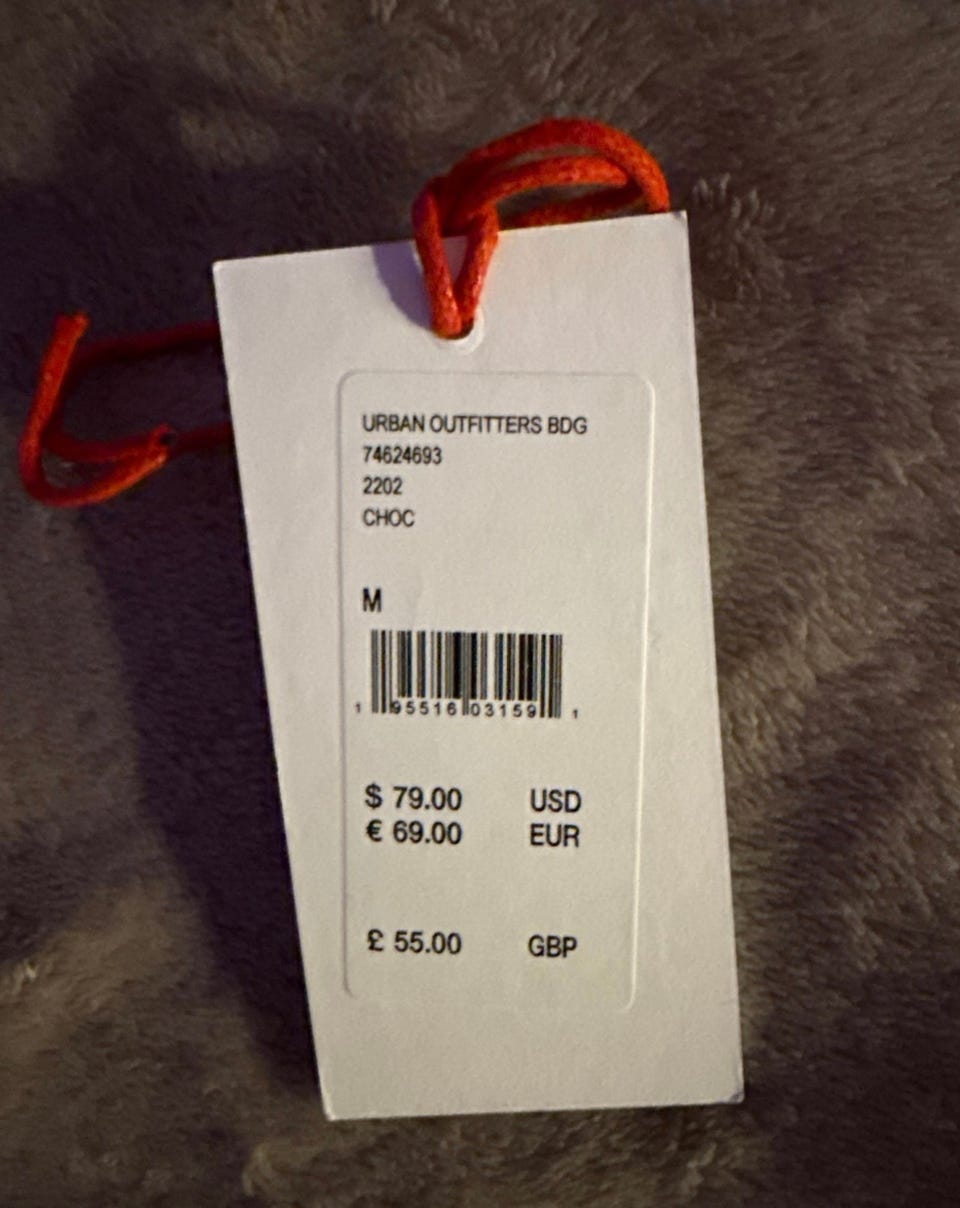 URBAN OUTFITTERS BDG
74624693
2202
CHOC
M
1 95516 03159 1
$ 79.00 USD
€ 69.00 EUR
£ 55.00 GBP